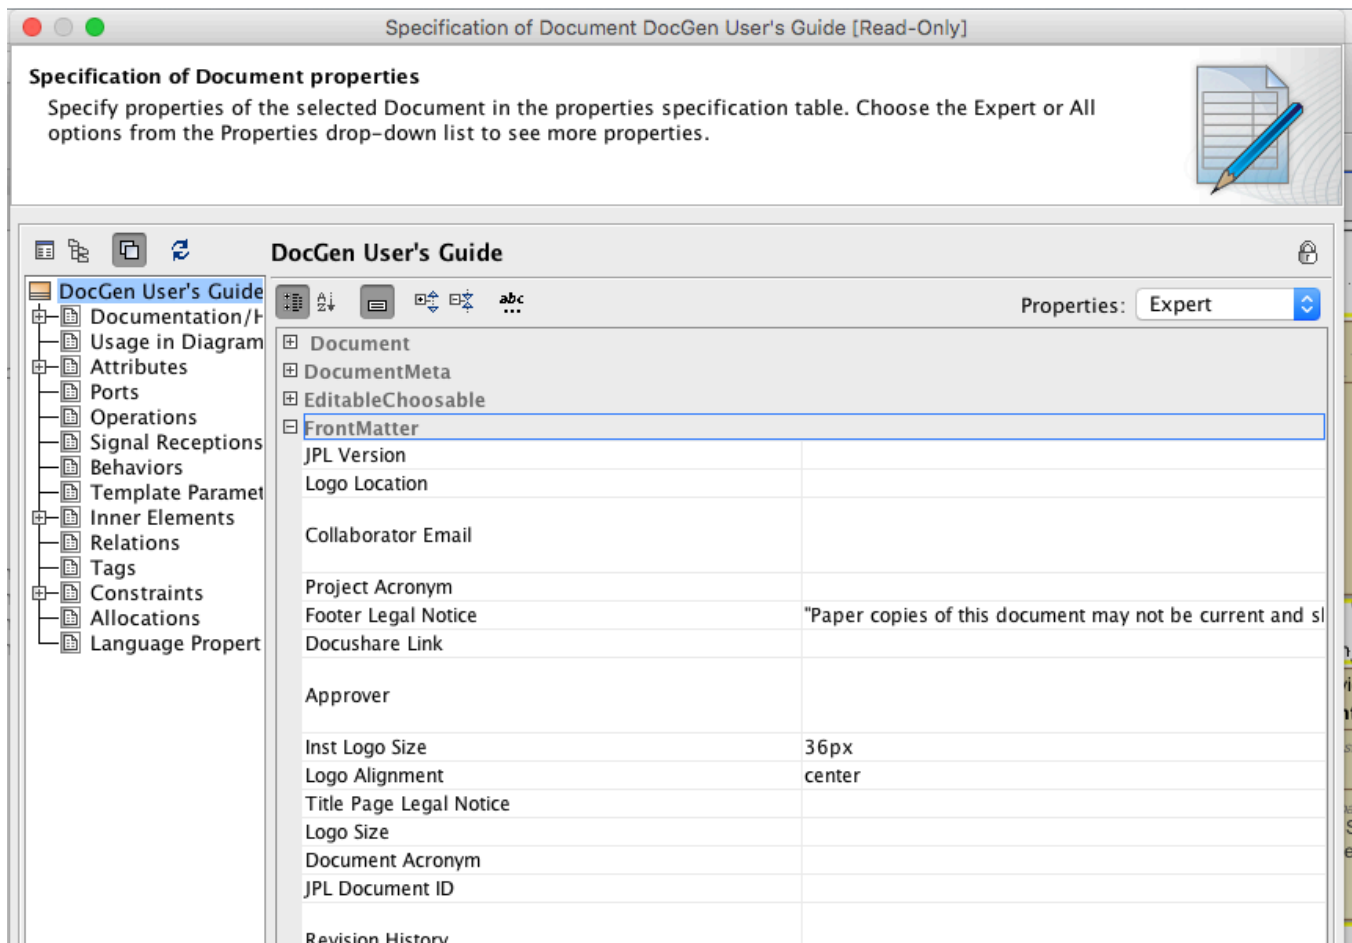 Specification of Document DocGen User's Guide [Read-Only]
Specification of Document properties
Specify properties of the selected Document in the properties specification table. Choose the Expert or All
options from the Properties drop-down list to see more properties.
DocGen User's Guide
DocGen User's Guide
Documentation/H
Usage in Diagram
Attributes
Ports
Operations
Signal Receptions
Behaviors
Template Paramet
Inner Elements
Relations
Tags
Constraints
Allocations
Language Propert
abc
Properties: Expert
Document
DocumentMeta
EditableChoosable
FrontMatter
JPL Version
Logo Location
Collaborator Email
Project Acronym
Footer Legal Notice "Paper copies of this document may not be current and sl
Docushare Link
Approver
Inst Logo Size 36px
Logo Alignment center
Title Page Legal Notice
Logo Size
Document Acronym
JPL Document ID
Revision History